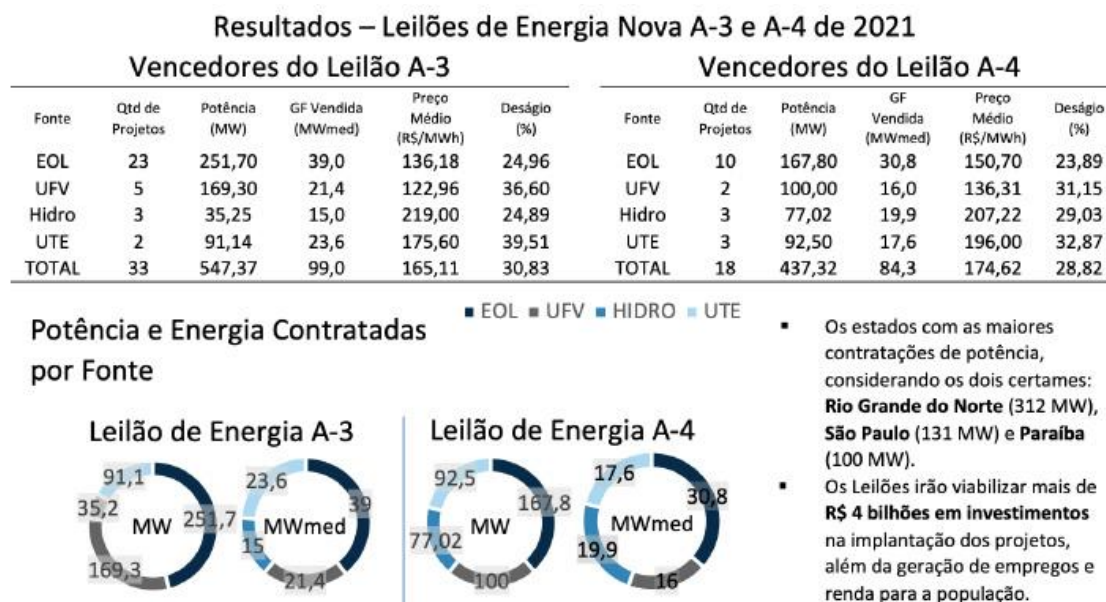 Resultados – Leilões de Energia Nova A-3 e A-4 de 2021
Vencedores do Leilão A-3
Fonte Qtd de Projetos Potência (MW) GF Vendida (MWmed) Preço Médio (R$/MWh) Deságio (%)
EOL 23 251,70 39,0 136,18 24,96
UFV 5 169,30 21,4 122,96 36,60
Hidro 3 35,25 15,0 219,00 24,89
UTE 2 91,14 23,6 175,60 39,51
TOTAL 33 547,37 99,0 165,11 30,83
Vencedores do Leilão A-4
Fonte Qtd de Projetos Potência (MW) GF Vendida (MWmed) Preço Médio (R$/MWh) Deságio (%)
EOL 10 167,80 30,8 150,70 23,89
UFV 2 100,00 16,0 136,31 31,15
Hidro 3 77,02 19,9 207,22 29,03
UTE 3 92,50 17,6 196,00 32,87
TOTAL 18 437,32 84,3 174,62 28,82
Potência e Energia Contratadas
por Fonte
EOL UFV HIDRO UTE
Leilão de Energia A-3
91,1
35,2
MW
251,7
169,3
23,6
39
MWmed
15
21,4
Leilão de Energia A-4
92,5
167,8
MW
77,02
100
17,6
30,8
MWmed
19,9
16
▪ Os estados com as maiores
contratações de potência,
considerando os dois certames:
Rio Grande do Norte (312 MW),
São Paulo (131 MW) e Paraíba
(100 MW).
▪ Os Leilões irão viabilizar mais de
R$ 4 bilhões em investimentos
na implantação dos projetos,
além da geração de empregos e
renda para a população.